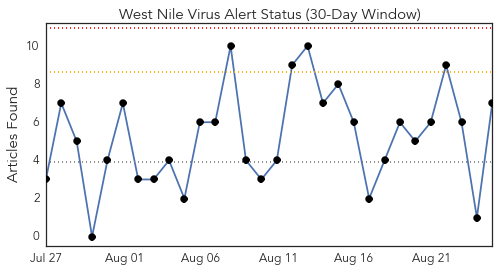 West Nile Virus Alert Status (30-Day Window)
Articles Found
10
8
6
4
2
0
Jul 27 Aug 01 Aug 06 Aug 11 Aug 16 Aug 21